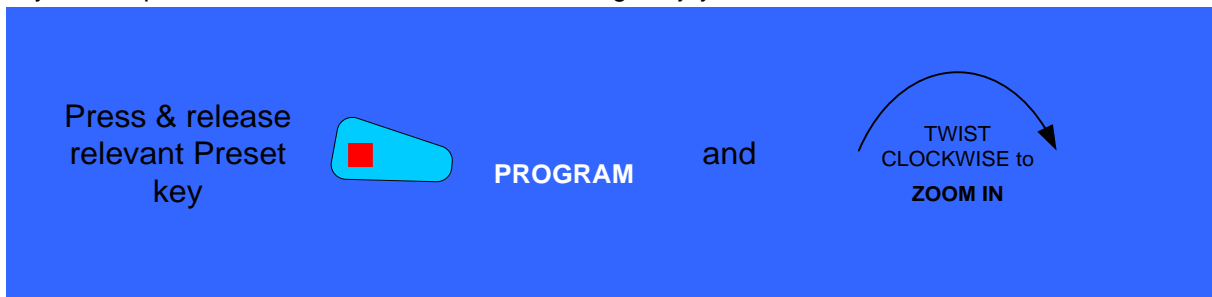 Press & release
relevant Preset
key
PROGRAM
and
TWIST
CLOCKWISE to
ZOOM IN